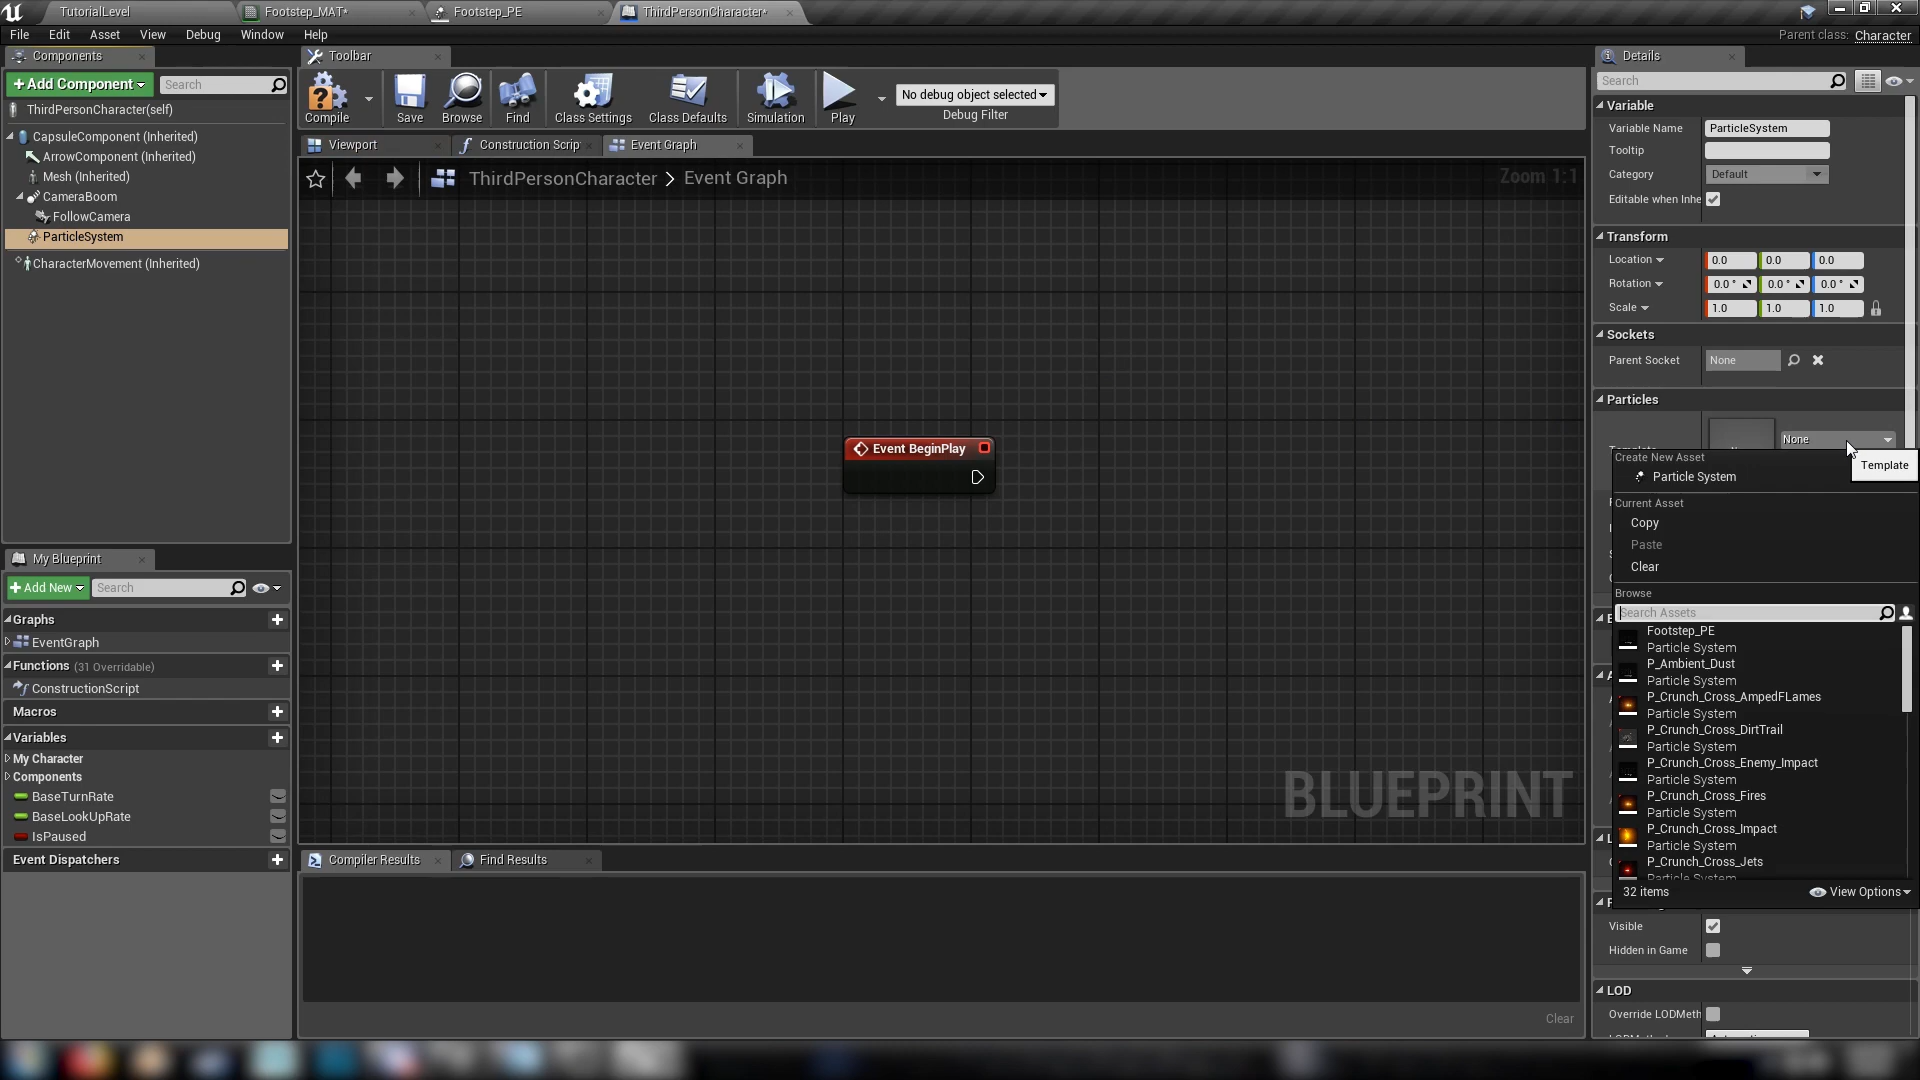 TutorialLevel
Footstep_MAT*
Footstep_PE
ThirdPersonCharacter*
File Edit Asset View Debug Window Help
Parent class: Character
Components
Toolbar
Details
+ Add Component
Search
ThirdPersonCharacter(self)
CapsuleComponent (Inherited)
ArrowComponent (Inherited)
Mesh (Inherited)
CameraBoom
FollowCamera
ParticleSystem
CharacterMovement (Inherited)
Compile
Save
Browse
Find
Class Settings
Class Defaults
Simulation
Play
No debug object selected
Debug Filter
Viewport
Construction Scrip
Event Graph
ThirdPersonCharacter > Event Graph
Zoom 1:1
Event BeginPlay
BLUEPRINT
My Blueprint
+ Add New
Search
Graphs
EventGraph
Functions (31 Overridable)
ConstructionScript
Macros
Variables
My Character
Components
BaseTurnRate
BaseLookUpRate
IsPaused
Event Dispatchers
Compiler Results
Find Results
Clear
Search
Variable
Variable Name ParticleSystem
Tooltip
Category Default
Editable when Inhe
Transform
Location 0.0 0.0 0.0
Rotation 0.0° 0.0° 0.0°
Scale 1.0 1.0 1.0
Sockets
Parent Socket None
Particles
None
Template
Create New Asset
Particle System
Current Asset
Copy
Paste
Clear
Browse
Search Assets
Footstep_PE
Particle System
P_Ambient_Dust
Particle System
P_Crunch_Cross_AmpedFLames
Particle System
P_Crunch_Cross_DirtTrail
Particle System
P_Crunch_Cross_Enemy_Impact
Particle System
P_Crunch_Cross_Fires
Particle System
P_Crunch_Cross_Impact
Particle System
P_Crunch_Cross_Jets
Particle System
32 items
View Options
Visible
Hidden in Game
LOD
Override LODMeth